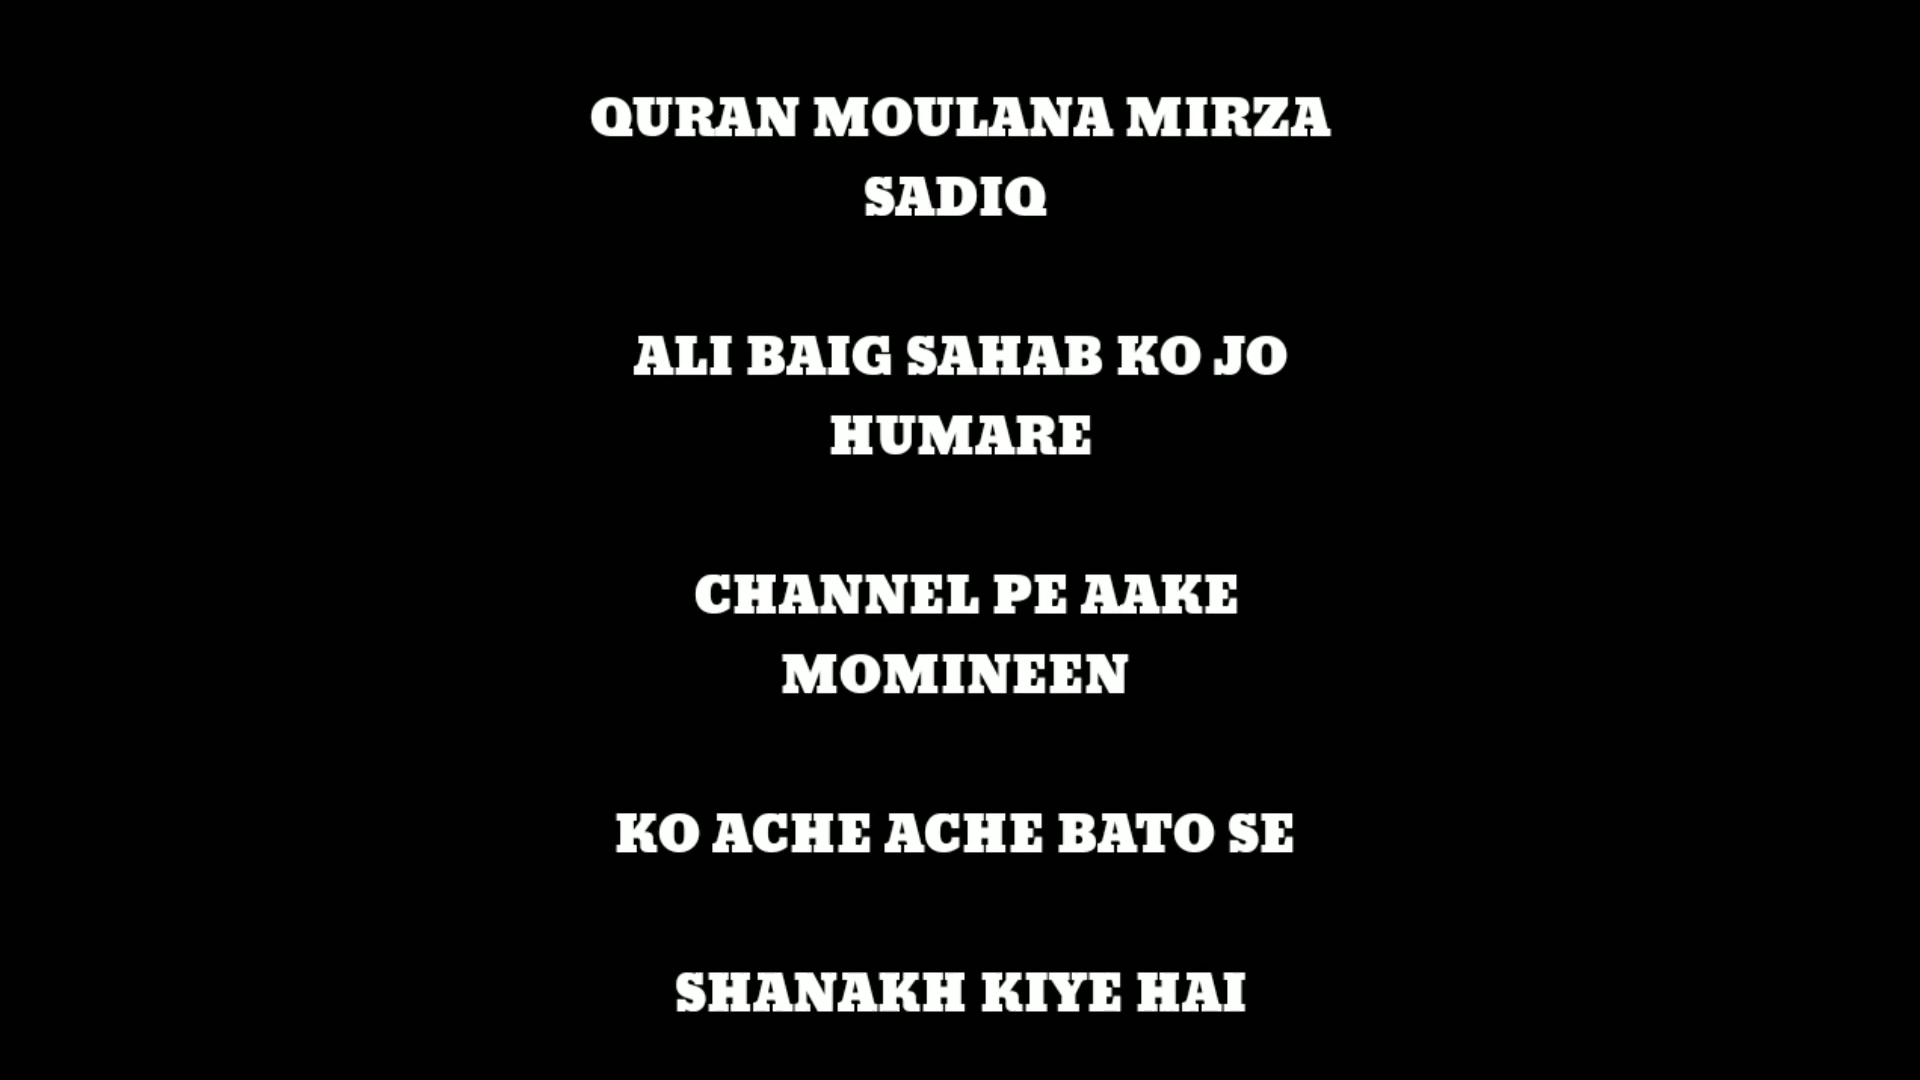 QURAN MOULANA MIRZA
SADIQ
ALI BAIG SAHAB KO JO
HUMARE
CHANNEL PE AAKE
MOMINEEN
KO ACHE ACHE BATO SE
SHANAKH KIYE HAI